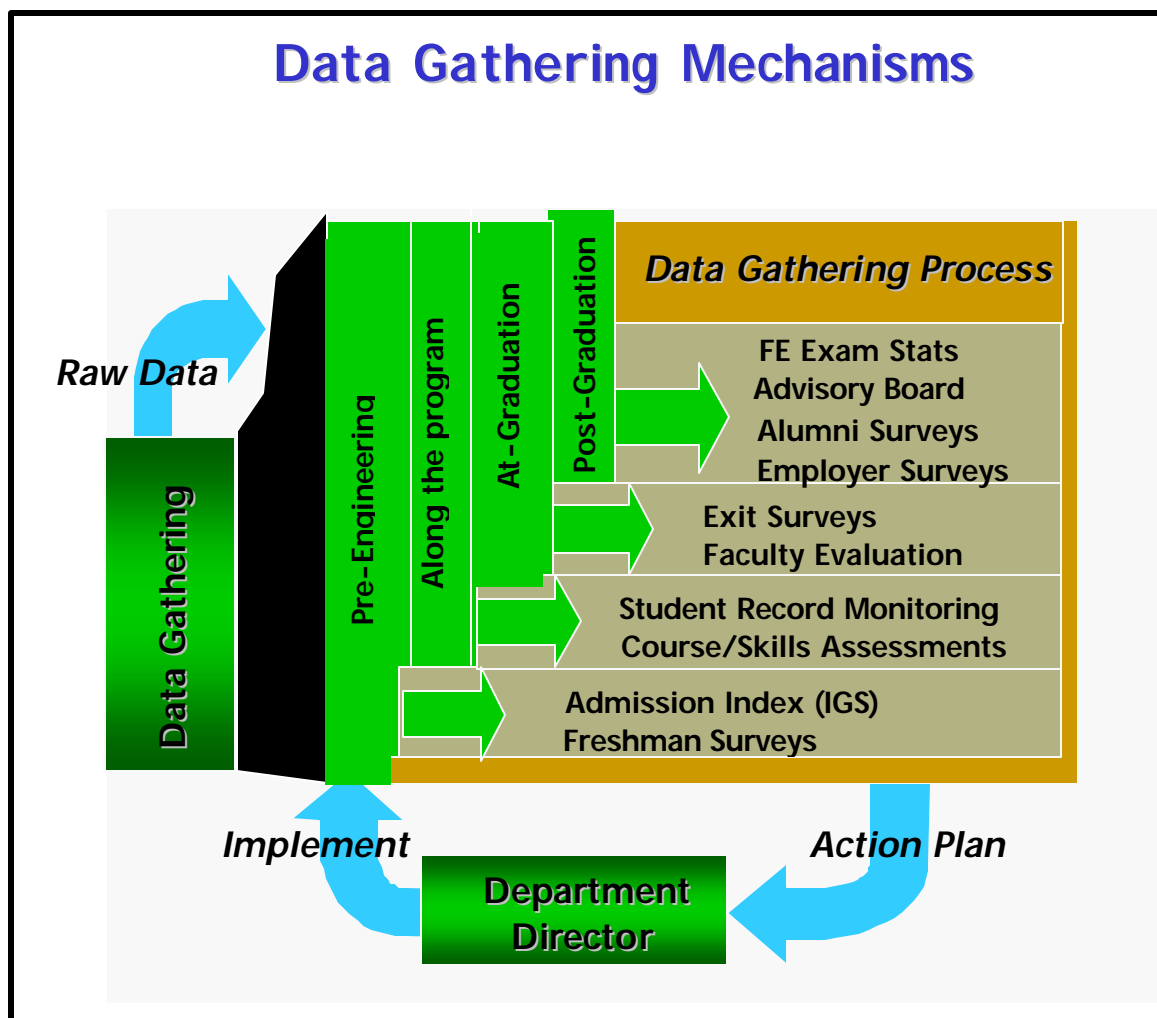 Data Gathering Mechanisms
Raw Data
Data Gathering
Pre-Engineering
Along the program
At-Graduation
Post-Graduation
Data Gathering Process
FE Exam Stats
Advisory Board
Alumni Surveys
Employer Surveys
Exit Surveys
Faculty Evaluation
Student Record Monitoring
Course/Skills Assessments
Admission Index (IGS)
Freshman Surveys
Implement
Action Plan
Department
Director